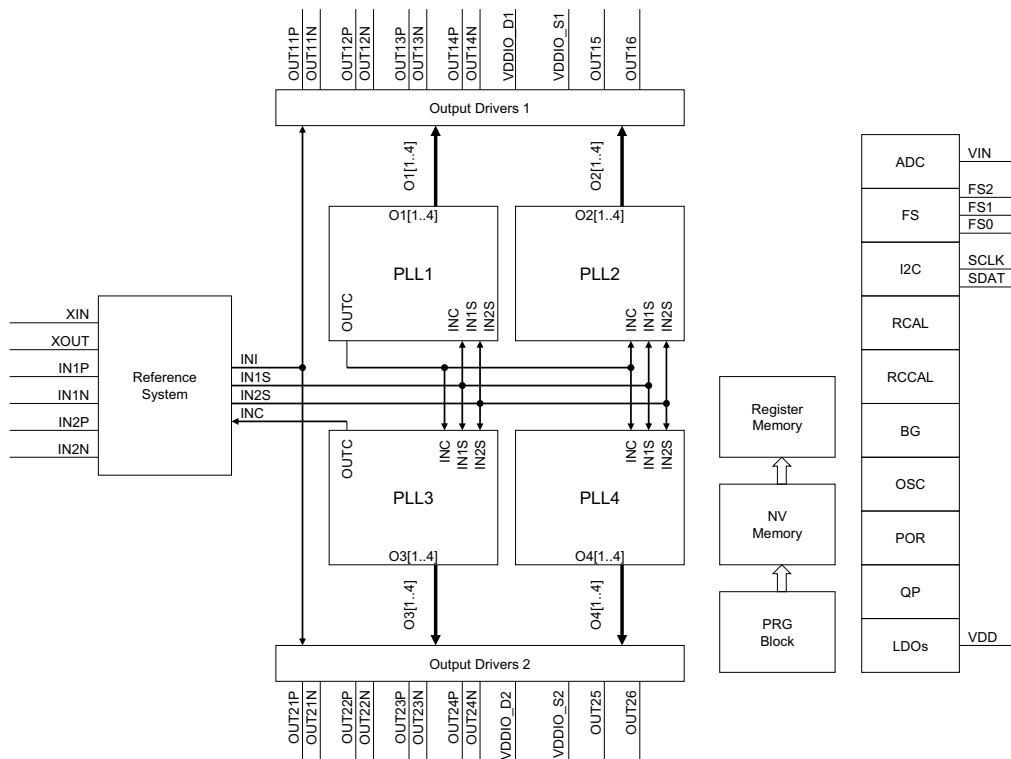 OUT11P
OUT11N
OUT12P
OUT12N
OUT13P
OUT13N
OUT14P
OUT14N
VDDIO_D1
VDDIO_S1
OUT15
OUT16
Output Drivers 1
O1[1..4]
O2[1..4]
O1[1..4]
O2[1..4]
PLL1
PLL2
OUTC
INC
IN1S
IN2S
INC
IN1S
IN2S
XIN
XOUT
IN1P
IN1N
IN2P
IN2N
Reference
System
INI
IN1S
IN2S
INC
OUTC
INC
IN1S
IN2S
INC
IN1S
IN2S
PLL3
PLL4
O3[1..4]
O4[1..4]
O3[1..4]
O4[1..4]
Output Drivers 2
OUT21P
OUT21N
OUT22P
OUT22N
OUT23P
OUT23N
OUT24P
OUT24N
VDDIO_D2
VDDIO_S2
OUT25
OUT26
Register
Memory
NV
Memory
PRG
Block
ADC
VIN
FS
FS2
FS1
FS0
I2C
SCLK
SDAT
RCAL
RCCAL
BG
OSC
POR
QP
LDOs
VDD